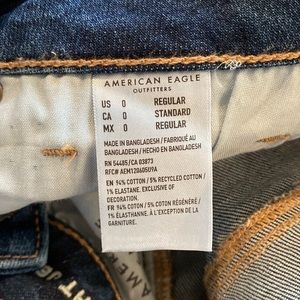 AMERICAN EAGLE
OUTFITTERS
US 0 REGULAR
CA 0 STANDARD
MX 0 REGULAR
MADE IN BANGLADESH / FABRIQUÉ AU
BANGLADESH / HECHO EN BANGLADESH
RN 54485/CA 03873
RFC# AEM120605U9A
EN: 94% COTTON / 5% RECYCLED COTTON /
1% ELASTANE. EXCLUSIVE OF
DECORATION.
FR: 94% COTON / 5% COTON RECYCLÉ /
1% ÉLASTHANNE. À L'EXCEPTION DE LA
GARNITURE.